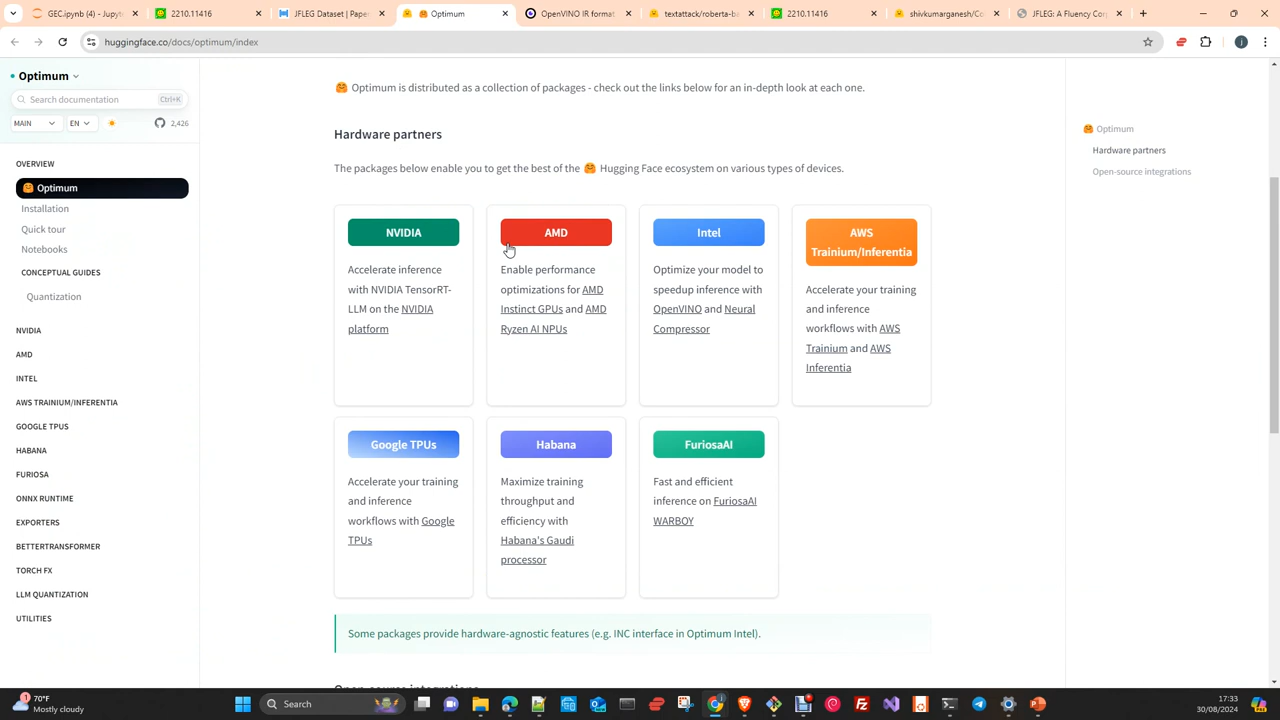 GEC.ipynb (4) - Jupyt
2210.11416
JFLEG Dataset | Pape
Optimum
OpenVINO IR format
textattack/roberta-b
2210.11416
shivkumarganesh/Co
JFLEG: A Fluency Cor
huggingface.co/docs/optimum/index
Optimum
Search documentation
Ctrl+K
MAIN
EN
2,426
OVERVIEW
Optimum
Installation
Quick tour
Notebooks
CONCEPTUAL GUIDES
Quantization
NVIDIA
AMD
INTEL
AWS TRAINIUM/INFERENTIA
GOOGLE TPUS
HABANA
FURIOSA
ONNX RUNTIME
EXPORTERS
BETTERTRANSFORMER
TORCH FX
LLM QUANTIZATION
UTILITIES
Optimum is distributed as a collection of packages - check out the links below for an in-depth look at each one.
Hardware partners
The packages below enable you to get the best of the 🤗 Hugging Face ecosystem on various types of devices.
NVIDIA
Accelerate inference
with NVIDIA TensorRT-
LLM on the NVIDIA
platform
AMD
Enable performance
optimizations for AMD
Instinct GPUs and AMD
Ryzen AI NPUs
Intel
Optimize your model to
speedup inference with
OpenVINO and Neural
Compressor
AWS
Trainium/Inferentia
Accelerate your training
and inference
workflows with AWS
Trainium and AWS
Inferentia
Google TPUs
Accelerate your training
and inference
workflows with Google
TPUs
Habana
Maximize training
throughput and
efficiency with
Habana's Gaudi
processor
FuriosaAI
Fast and efficient
inference on FuriosaAI
WARBOY
Some packages provide hardware-agnostic features (e.g. INC interface in Optimum Intel).
Open-source integrations
Optimum
Hardware partners
Open-source integrations
70°F
Mostly cloudy
Search
17:33
30/08/2024